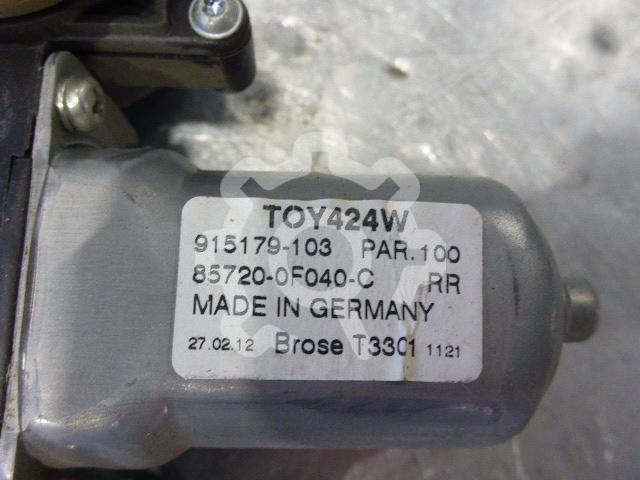 TOY424W
915179-103 PAR.100
85720-0F040-C RR
MADE IN GERMANY
27.02.12 Brose T3301 1121